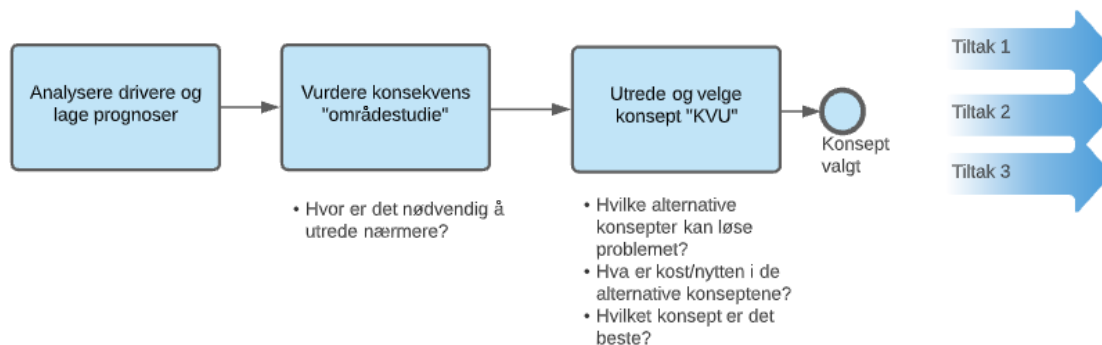 Analysere drivere og
lage prognoser
Vurdere konsekvens
"områdestudie"
Utrede og velge
konsept "KVU"
Konsept
valgt
Tiltak 1
Tiltak 2
Tiltak 3
• Hvor er det nødvendig å
utrede nærmere?
• Hvilke alternative
konsepter kan løse
problemet?
• Hva er kost/nytten i de
alternative konseptene?
• Hvilket konsept er det
beste?